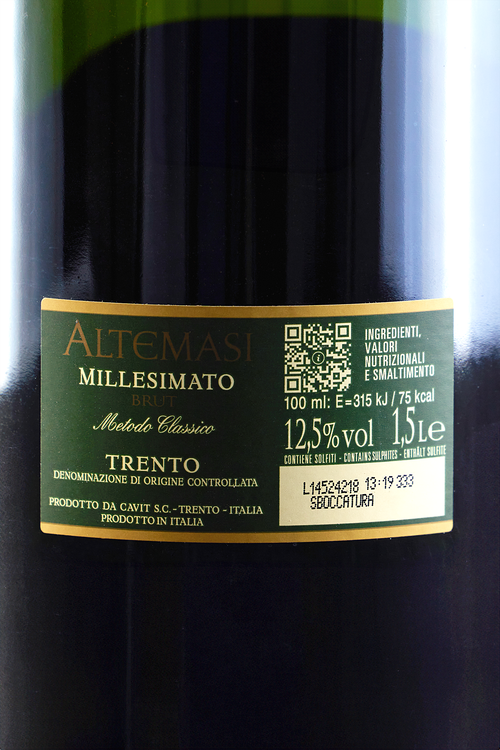 ALTEMASI
MILLESIMATO
BRUT
Metodo Classico
TRENTO
DENOMINAZIONE DI ORIGINE CONTROLLATA
PRODOTTO DA CAVIT S.C. - TRENTO - ITALIA
PRODOTTO IN ITALIA
INGREDIENTI,
VALORI
NUTRIZIONALI
E SMALTIMENTO
100 ml: E=315 kJ / 75 kcal
12,5% vol 1,5 L e
CONTIENE SOLFITI - CONTAINS SULPHITES - ENTHÄLT SULFITE
L14524218 13:19 333
SBOCCATURA